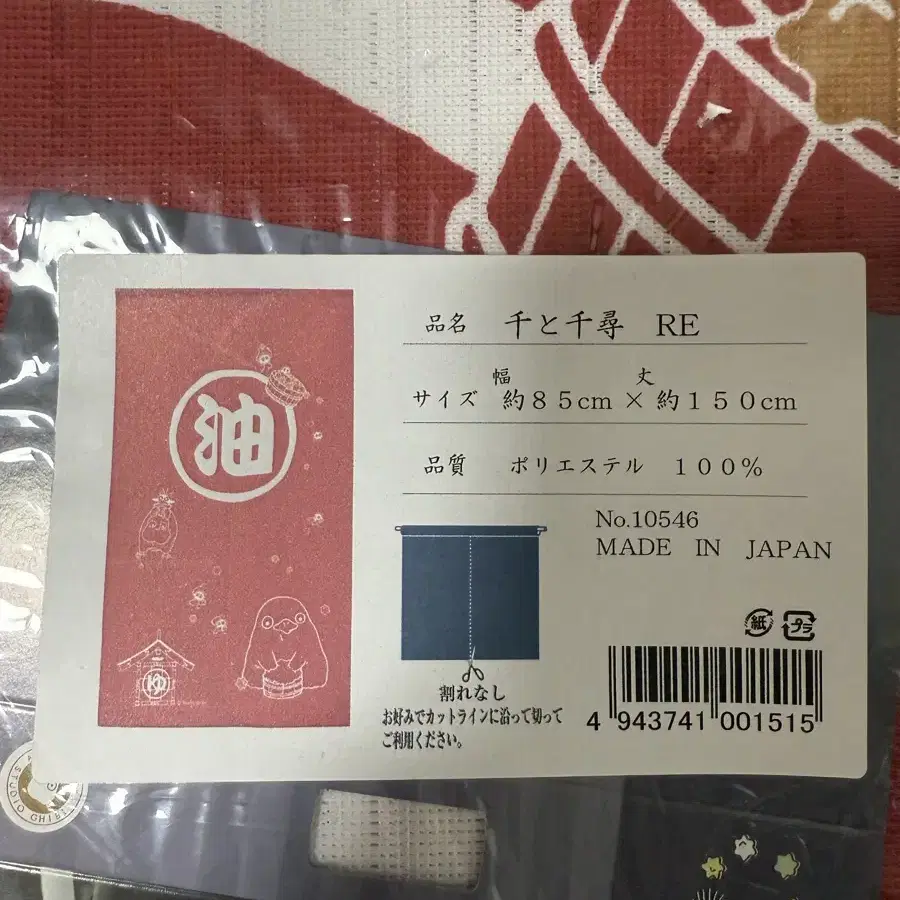 油
品名 千と千尋 RE
幅 丈
サイズ 約85cm × 約150cm
品質 ポリエステル 100%
No.10546
MADE IN JAPAN
紙 プラ
割れなし
お好みでカットラインに沿って切って
ご利用ください。
4 943741 001515
STUDIO GHIBLI